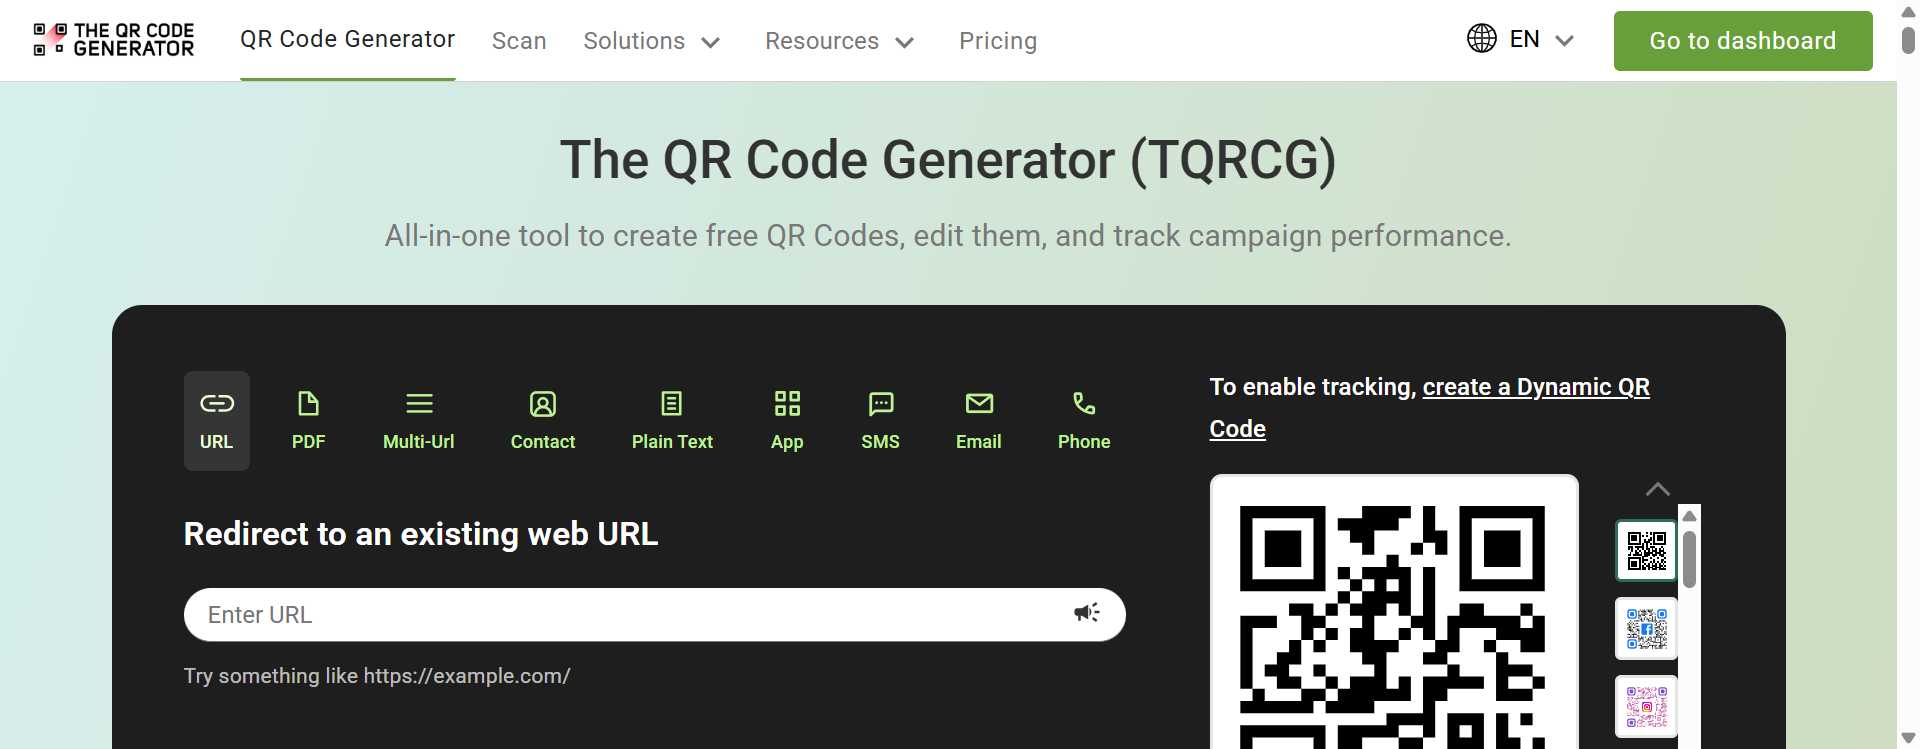 THE QR CODE
GENERATOR
QR Code Generator
Scan
Solutions
Resources
Pricing
EN
Go to dashboard
The QR Code Generator (TQRCG)
All-in-one tool to create free QR Codes, edit them, and track campaign performance.
URL
PDF
Multi-Url
Contact
Plain Text
App
SMS
Email
Phone
To enable tracking, create a Dynamic QR
Code
Redirect to an existing web URL
Enter URL
Try something like https://example.com/